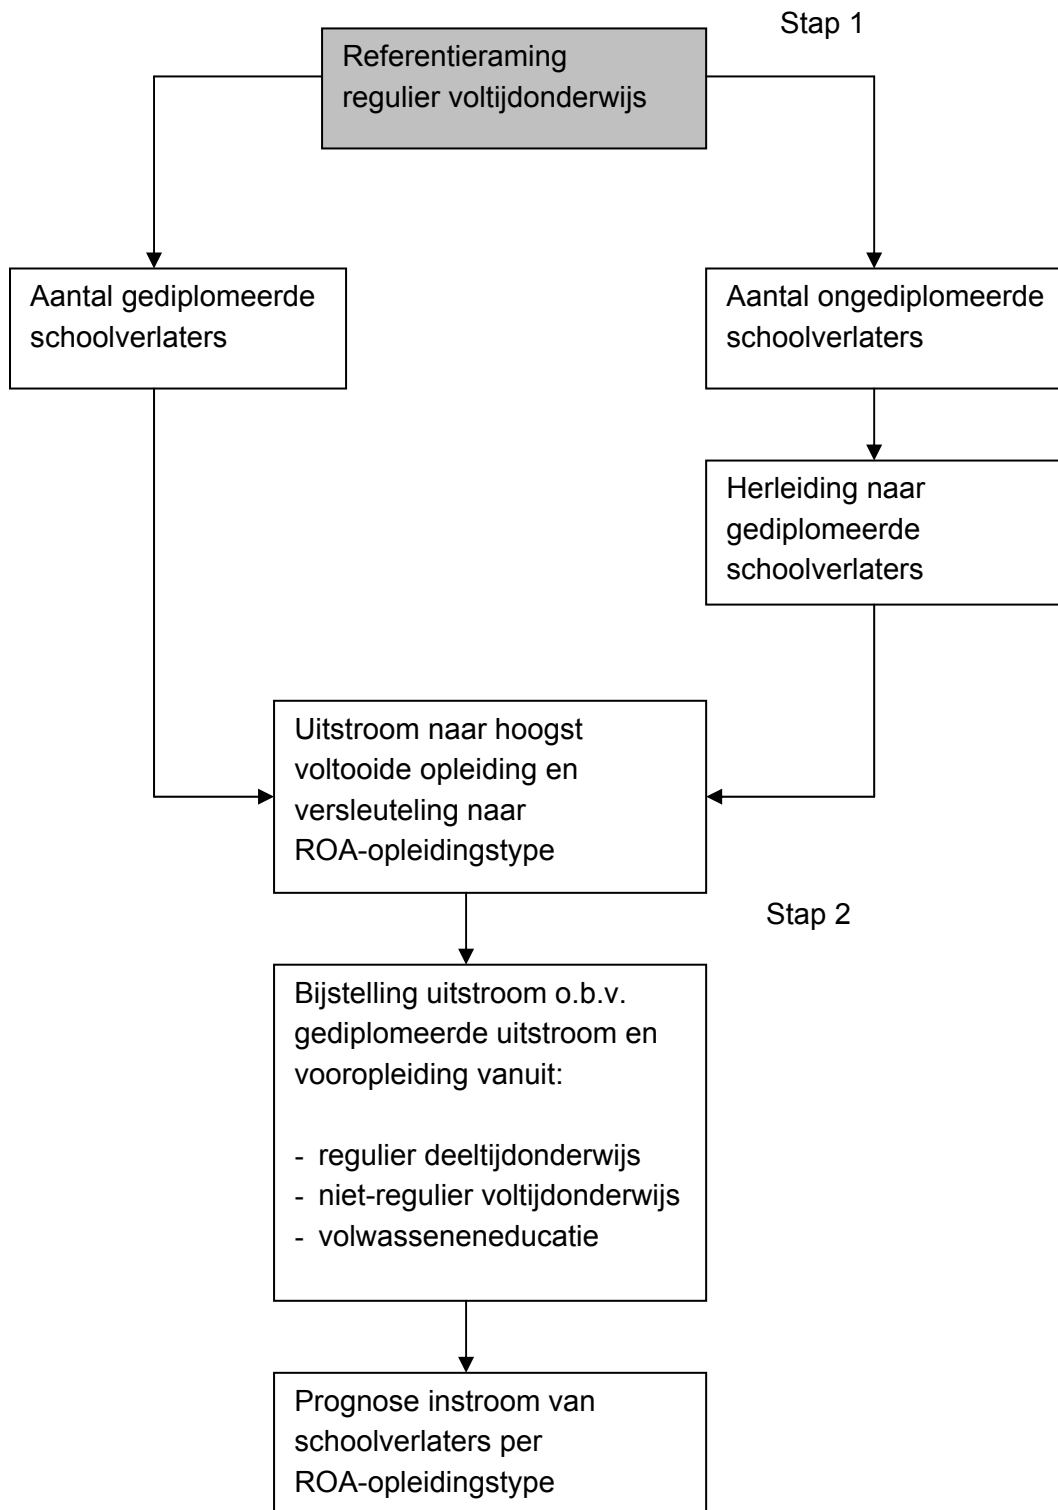 Stap 1
Referentieraming
regulier voltijdonderwijs
Aantal gediplomeerde
schoolverlaters
Aantal ongediplomeerde
schoolverlaters
Herleiding naar
gediplomeerde
schoolverlaters
Uitstroom naar hoogst
voltooide opleiding en
versleuteling naar
ROA-opleidingstype
Stap 2
Bijstelling uitstroom o.b.v.
gediplomeerde uitstroom en
vooropleiding vanuit:
- regulier deeltijdonderwijs
- niet-regulier voltijdonderwijs
- volwasseneneducatie
Prognose instroom van
schoolverlaters per
ROA-opleidingstype